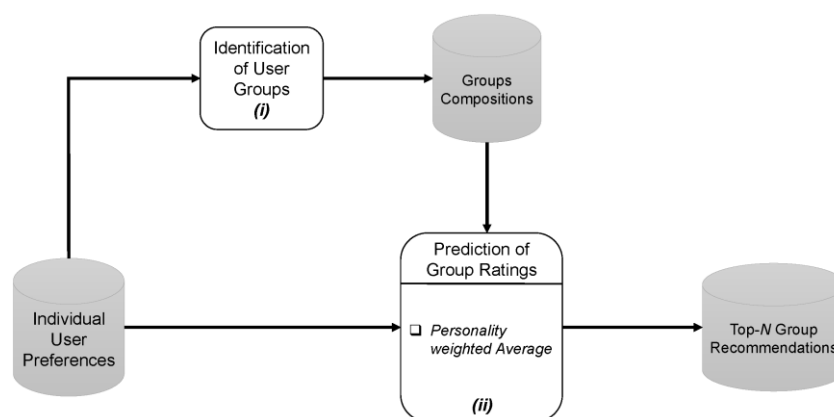 Identification
of User
Groups
(i)
Groups
Compositions
Prediction of
Group Ratings
❑ Personality
weighted Average
(ii)
Individual
User
Preferences
Top-N Group
Recommendations